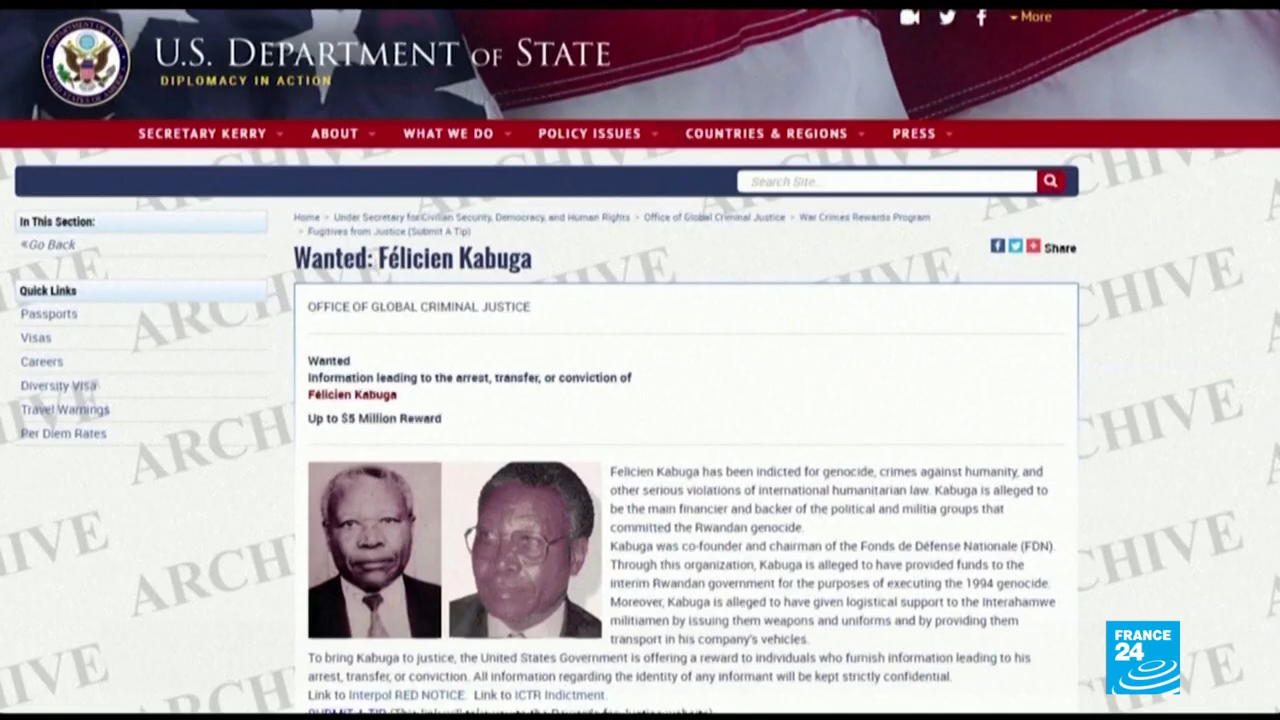 U.S. DEPARTMENT OF STATE
DIPLOMACY IN ACTION
More
SECRETARY KERRY
ABOUT
WHAT WE DO
POLICY ISSUES
COUNTRIES & REGIONS
PRESS
Search Site...
In This Section:
«Go Back
Quick Links
Passports
Visas
Careers
Diversity Visa
Travel Warnings
Per Diem Rates
Home > Under Secretary for Civilian Security, Democracy, and Human Rights > Office of Global Criminal Justice > War Crimes Rewards Program
> Fugitives from Justice (Submit A Tip)
Wanted: Félicien Kabuga
Share
OFFICE OF GLOBAL CRIMINAL JUSTICE
Wanted
Information leading to the arrest, transfer, or conviction of
Félicien Kabuga
Up to $5 Million Reward
Felicien Kabuga has been indicted for genocide, crimes against humanity, and
other serious violations of international humanitarian law. Kabuga is alleged to
be the main financier and backer of the political and militia groups that
committed the Rwandan genocide.
Kabuga was co-founder and chairman of the Fonds de Défense Nationale (FDN).
Through this organization, Kabuga is alleged to have provided funds to the
interim Rwandan government for the purposes of executing the 1994 genocide.
Moreover, Kabuga is alleged to have given logistical support to the Interahamwe
militiamen by issuing them weapons and uniforms and by providing them
transport in his company's vehicles.
To bring Kabuga to justice, the United States Government is offering a reward to individuals who furnish information leading to his
arrest, transfer, or conviction. All information regarding the identity of any informant will be kept strictly confidential.
Link to Interpol RED NOTICE. Link to ICTR Indictment.
ARCHIVE
FRANCE
24